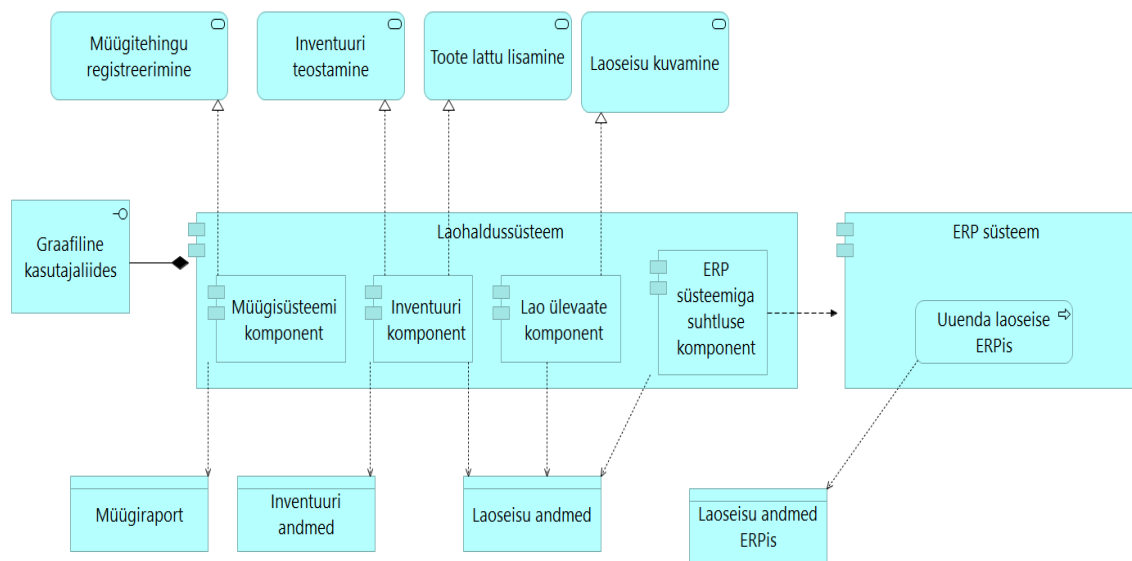 Müügitehingu
registreerimine
Inventuuri
teostamine
Toote lattu lisamine
Laoseisu kuvamine
Graafiline
kasutajaliides
Laohaldussüsteem
Müügisüsteemi
komponent
Inventuuri
komponent
Lao ülevaate
komponent
ERP
süsteemiga
suhtluse
komponent
ERP süsteem
Uuenda laoseise
ERPis
Müügiraport
Inventuuri
andmed
Laoseisu andmed
Laoseisu andmed
ERPis